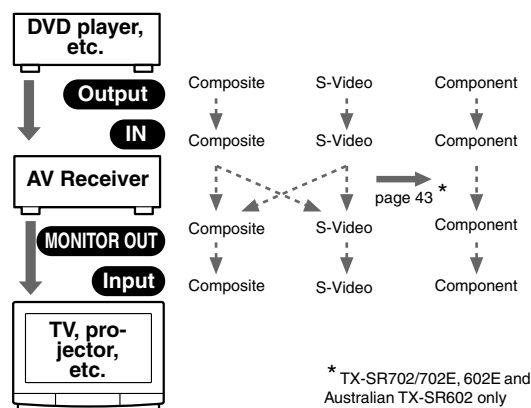 DVD player,
etc.
Output
Composite S-Video Component
IN
Composite S-Video Component
AV Receiver
page 43 *
MONITOR OUT
Composite S-Video Component
Input
Composite S-Video Component
TV, pro-
jector,
etc.
* TX-SR702/702E, 602E and
Australian TX-SR602 only